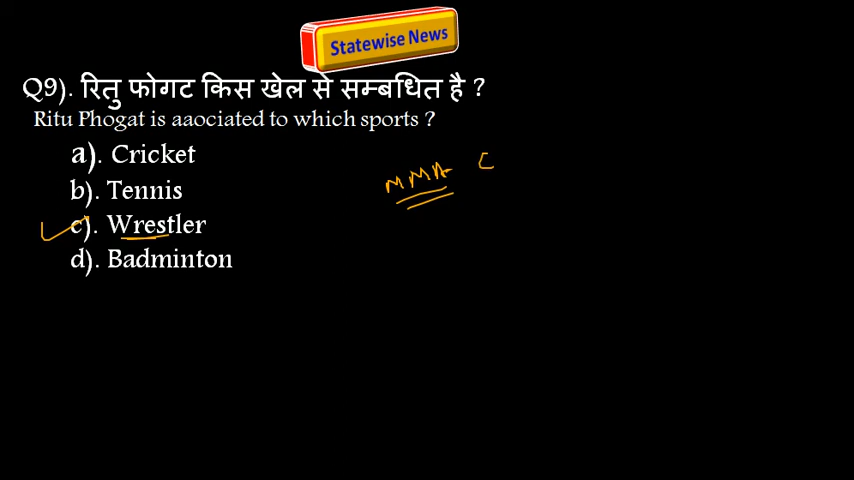 Statewise News
Q9). रितु फोगट किस खेल से सम्बधित है ?
Ritu Phogat is aaociated to which sports ?
a). Cricket
MMA C
b). Tennis
c). Wrestler
d). Badminton